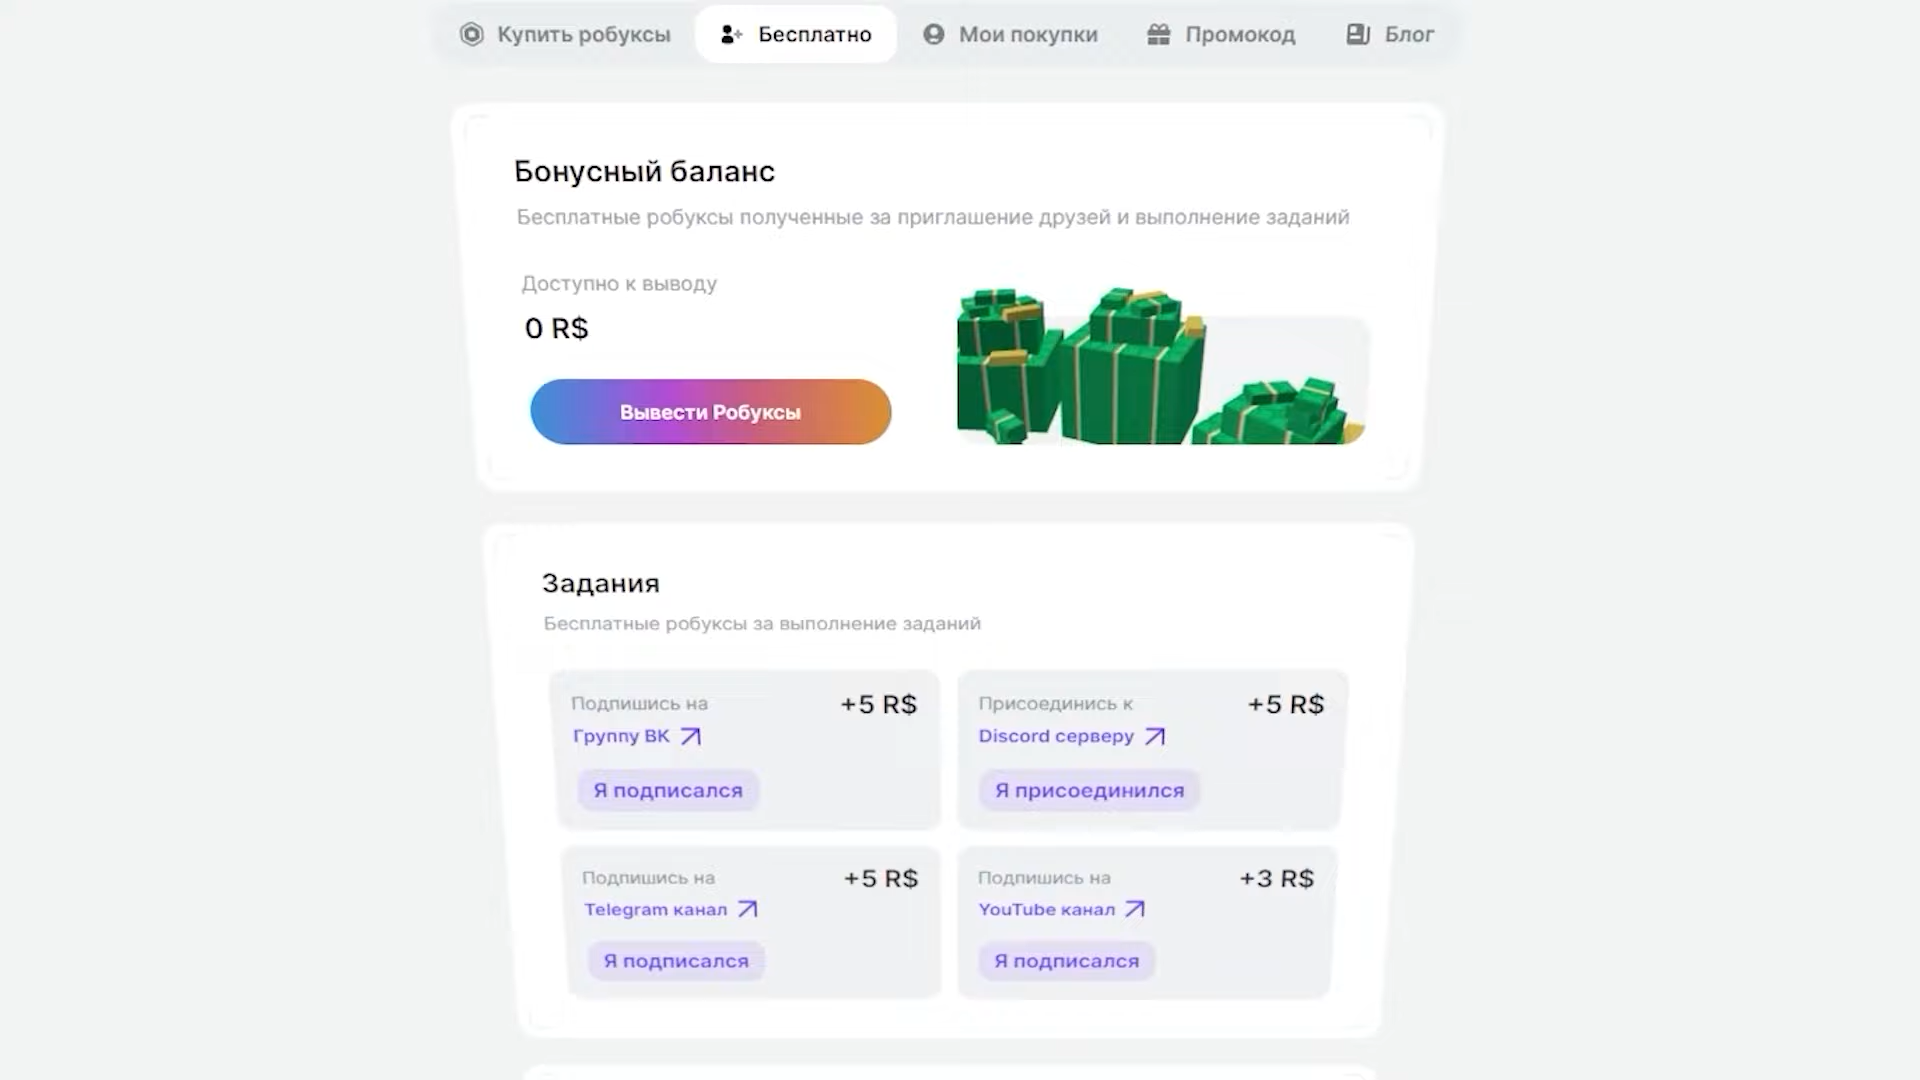 Купить робуксы
Бесплатно
Мои покупки
Промокод
Блог
Бонусный баланс
Бесплатные робуксы полученные за приглашение друзей и выполнение заданий
Доступно к выводу
0 R$
Вывести Робуксы
Задания
Бесплатные робуксы за выполнение заданий
Подпишись на
+5 R$
Группу ВК
Я подписался
Присоединись к
+5 R$
Discord серверу
Я присоединился
Подпишись на
+5 R$
Telegram канал
Я подписался
Подпишись на
+3 R$
YouTube канал
Я подписался